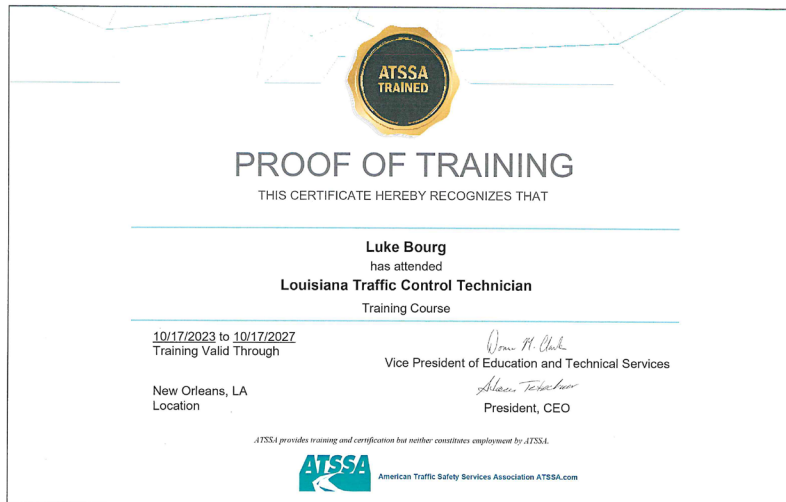 ATSSA
TRAINED
PROOF OF TRAINING
THIS CERTIFICATE HEREBY RECOGNIZES THAT
Luke Bourg
has attended
Louisiana Traffic Control Technician
Training Course
10/17/2023 to 10/17/2027
Training Valid Through
Vice President of Education and Technical Services
New Orleans, LA
Location
President, CEO
ATSSA provides training and certification but neither constitutes employment by ATSSA.
ATSSA
American Traffic Safety Services Association ATSSA.com